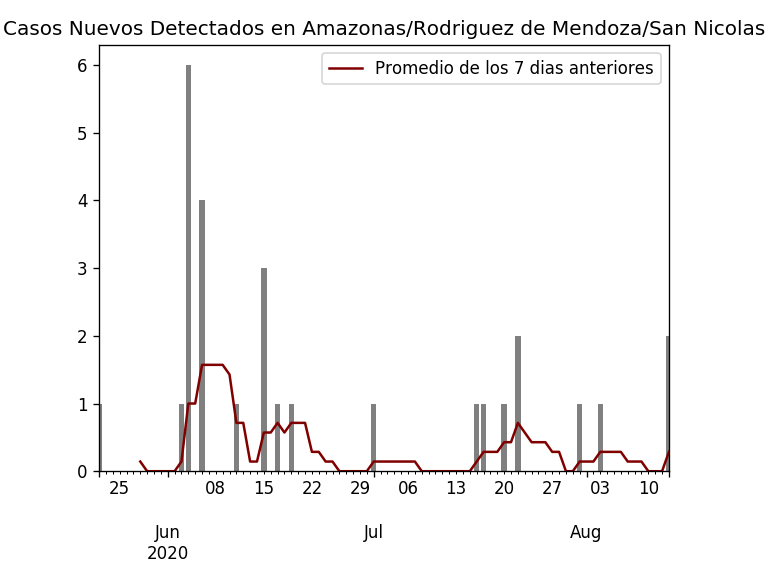 Casos Nuevos Detectados en Amazonas/Rodriguez de Mendoza/San Nicolas
Promedio de los 7 dias anteriores
6
5
4
3
2
1
0
25 08 15 22 29 06 13 20 27 03 10
Jun Jul Aug
2020